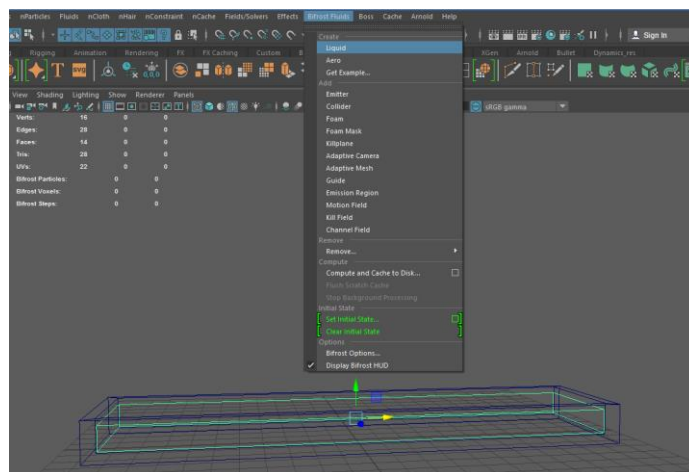 nParticles Fluids nCloth nHair nConstraint nCache Fields/Solvers Effects Bifrost Fluids Boss Cache Arnold Help
Sign In
Rigging Animation Rendering FX FX Caching Custom
XGen Arnold Bullet Dynamics_res
View Shading Lighting Show Renderer Panels
sRGB gamma
Verts: 16 0 0
Edges: 28 0 0
Faces: 14 0 0
Tris: 28 0 0
UVs: 22 0 0
Bifrost Particles: 0 0
Bifrost Voxels: 0 0
Bifrost Steps: 0 0
Create
Liquid
Aero
Get Example...
Add
Emitter
Collider
Foam
Foam Mask
Killplane
Adaptive Camera
Adaptive Mesh
Guide
Emission Region
Motion Field
Kill Field
Channel Field
Remove
Remove...
Compute
Compute and Cache to Disk...
Flush Scratch Cache
Stop Background Processing
Initial State
Set Initial State...
Clear Initial State
Options
Bifrost Options...
Display Bifrost HUD